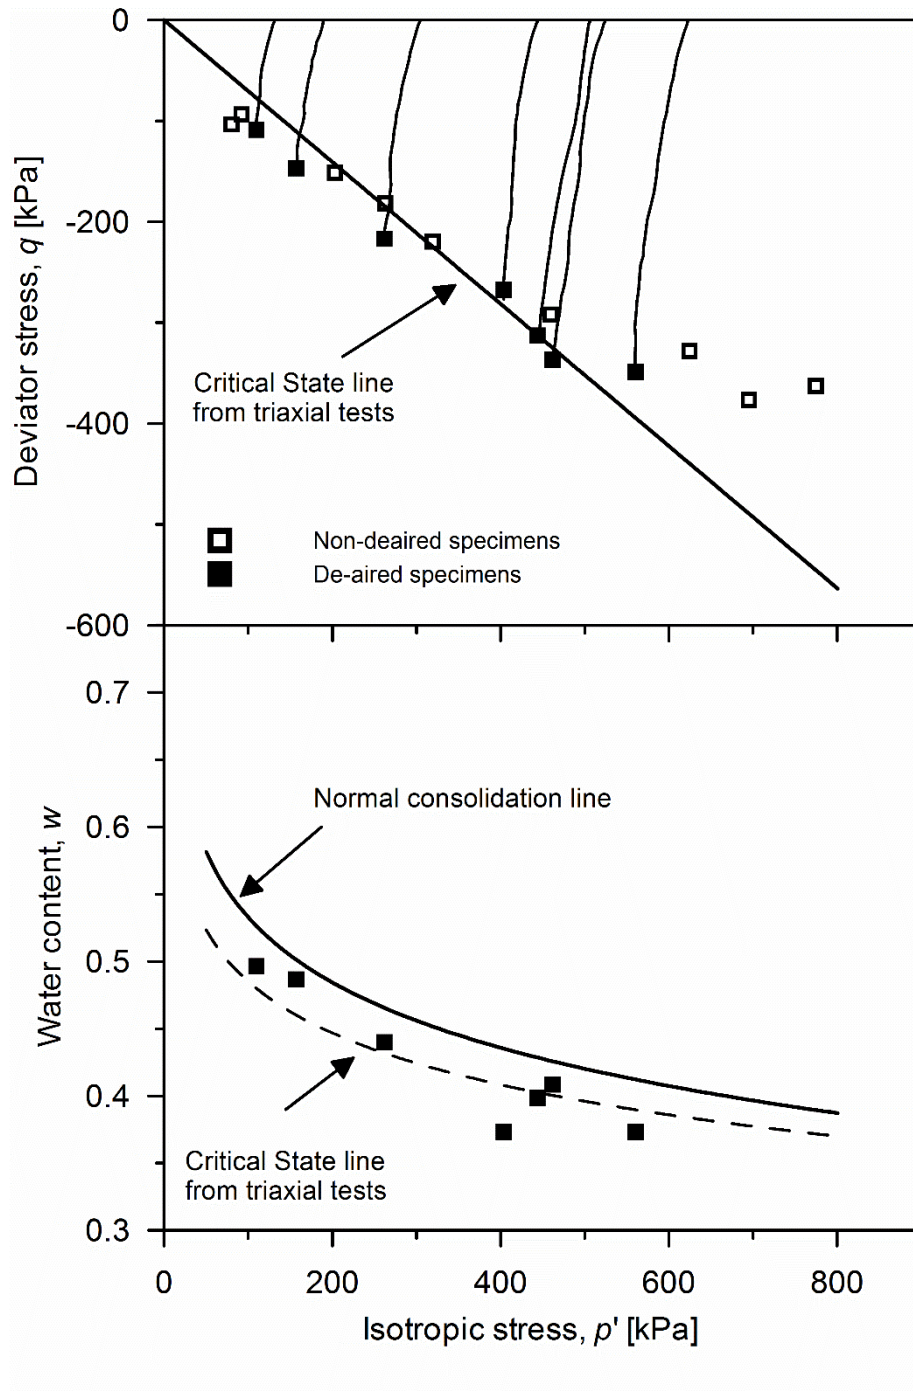 0
-200
-400
-600
Deviator stress, q [kPa]
Critical State line
from triaxial tests
Non-deaired specimens
De-aired specimens
0.7
0.6
0.5
0.4
0.3
Water content, w
Normal consolidation line
Critical State line
from triaxial tests
0 200 400 600 800
Isotropic stress, p' [kPa]